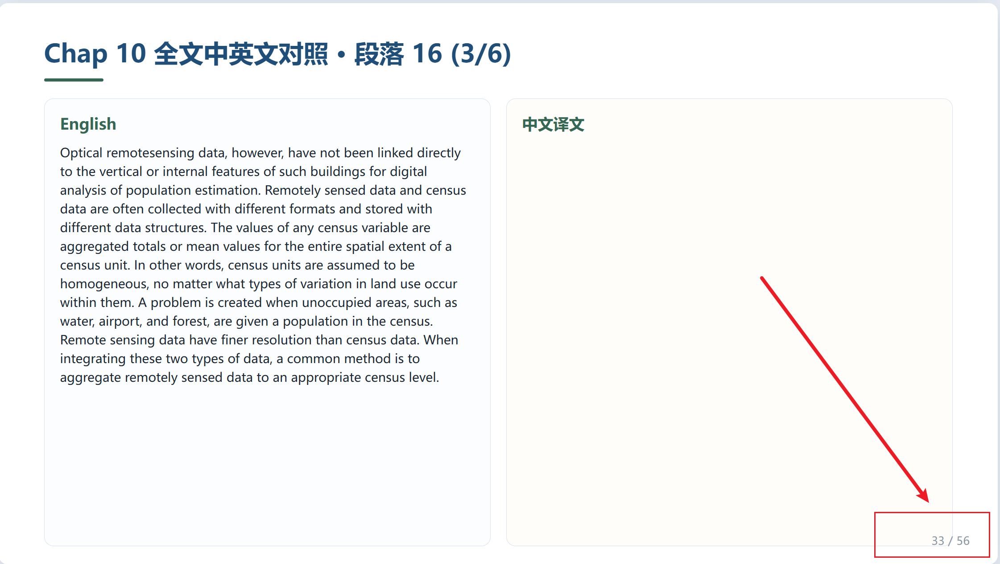 Chap 10 全文中英文对照 • 段落 16 (3/6)
English
Optical remotesensing data, however, have not been linked directly
to the vertical or internal features of such buildings for digital
analysis of population estimation. Remotely sensed data and census
data are often collected with different formats and stored with
different data structures. The values of any census variable are
aggregated totals or mean values for the entire spatial extent of a
census unit. In other words, census units are assumed to be
homogeneous, no matter what types of variation in land use occur
within them. A problem is created when unoccupied areas, such as
water, airport, and forest, are given a population in the census.
Remote sensing data have finer resolution than census data. When
integrating these two types of data, a common method is to
aggregate remotely sensed data to an appropriate census level.
中文译文
33 / 56